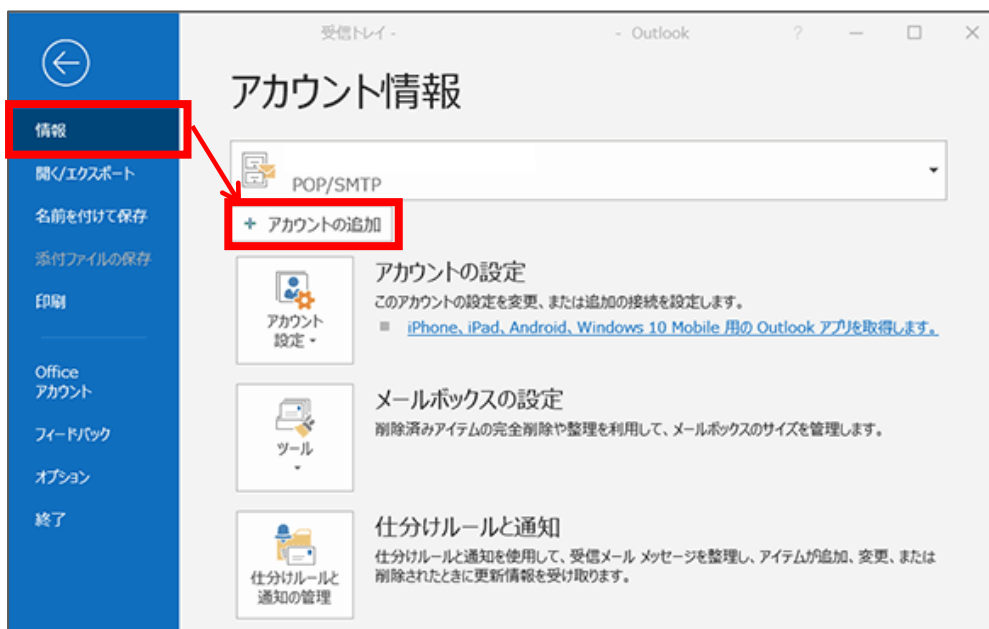 受信トレイ - - Outlook ?
アカウント情報
情報
開く/エクスポート
名前を付けて保存
添付ファイルの保存
印刷
Office
アカウント
フィードバック
オプション
終了
POP/SMTP
+ アカウントの追加
アカウント
設定
アカウントの設定
このアカウントの設定を変更、または追加の接続を設定します。
iPhone、iPad、Android、Windows 10 Mobile 用の Outlook アプリを取得します。
ツール
メールボックスの設定
削除済みアイテムの完全削除や整理を利用して、メールボックスのサイズを管理します。
仕分けルールと
通知の管理
仕分けルールと通知
仕分けルールと通知を使用して、受信メール メッセージを整理し、アイテムが追加、変更、または
削除されたときに更新情報を受け取ります。